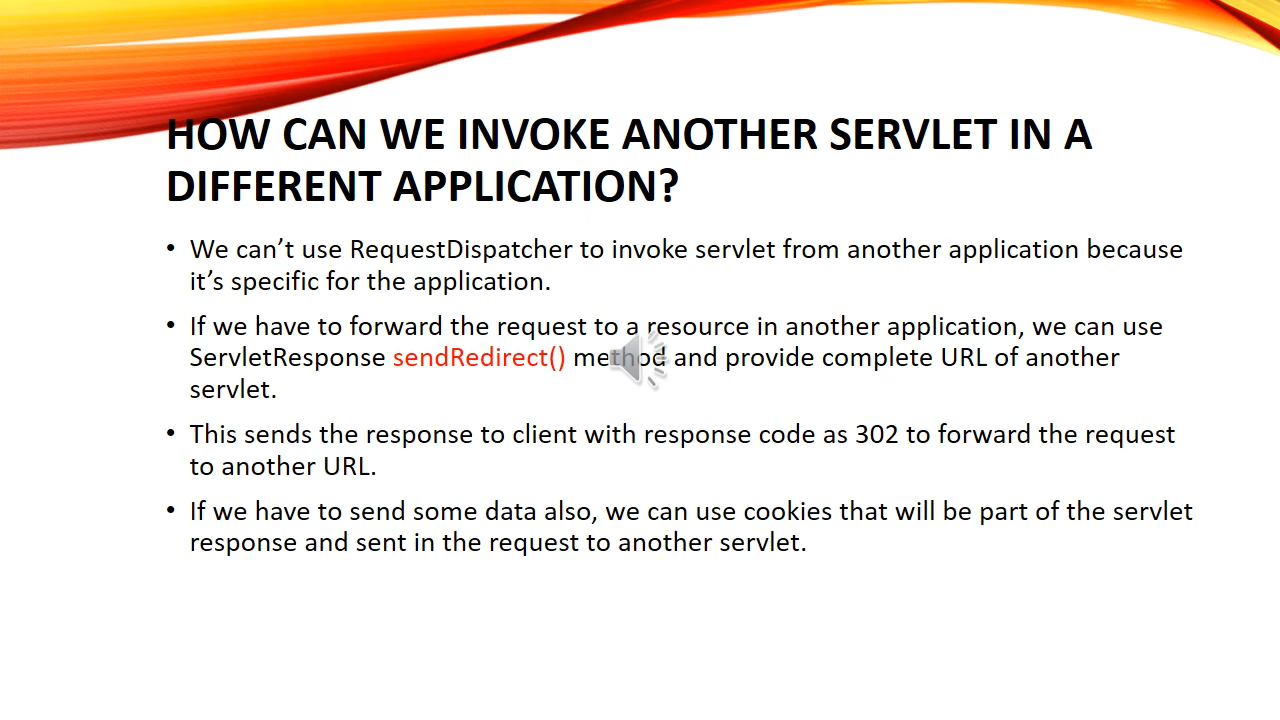 HOW CAN WE INVOKE ANOTHER SERVLET IN A
DIFFERENT APPLICATION?
• We can’t use RequestDispatcher to invoke servlet from another application because
it’s specific for the application.
• If we have to forward the request to a resource in another application, we can use
ServletResponse sendRedirect() method and provide complete URL of another
servlet.
• This sends the response to client with response code as 302 to forward the request
to another URL.
• If we have to send some data also, we can use cookies that will be part of the servlet
response and sent in the request to another servlet.